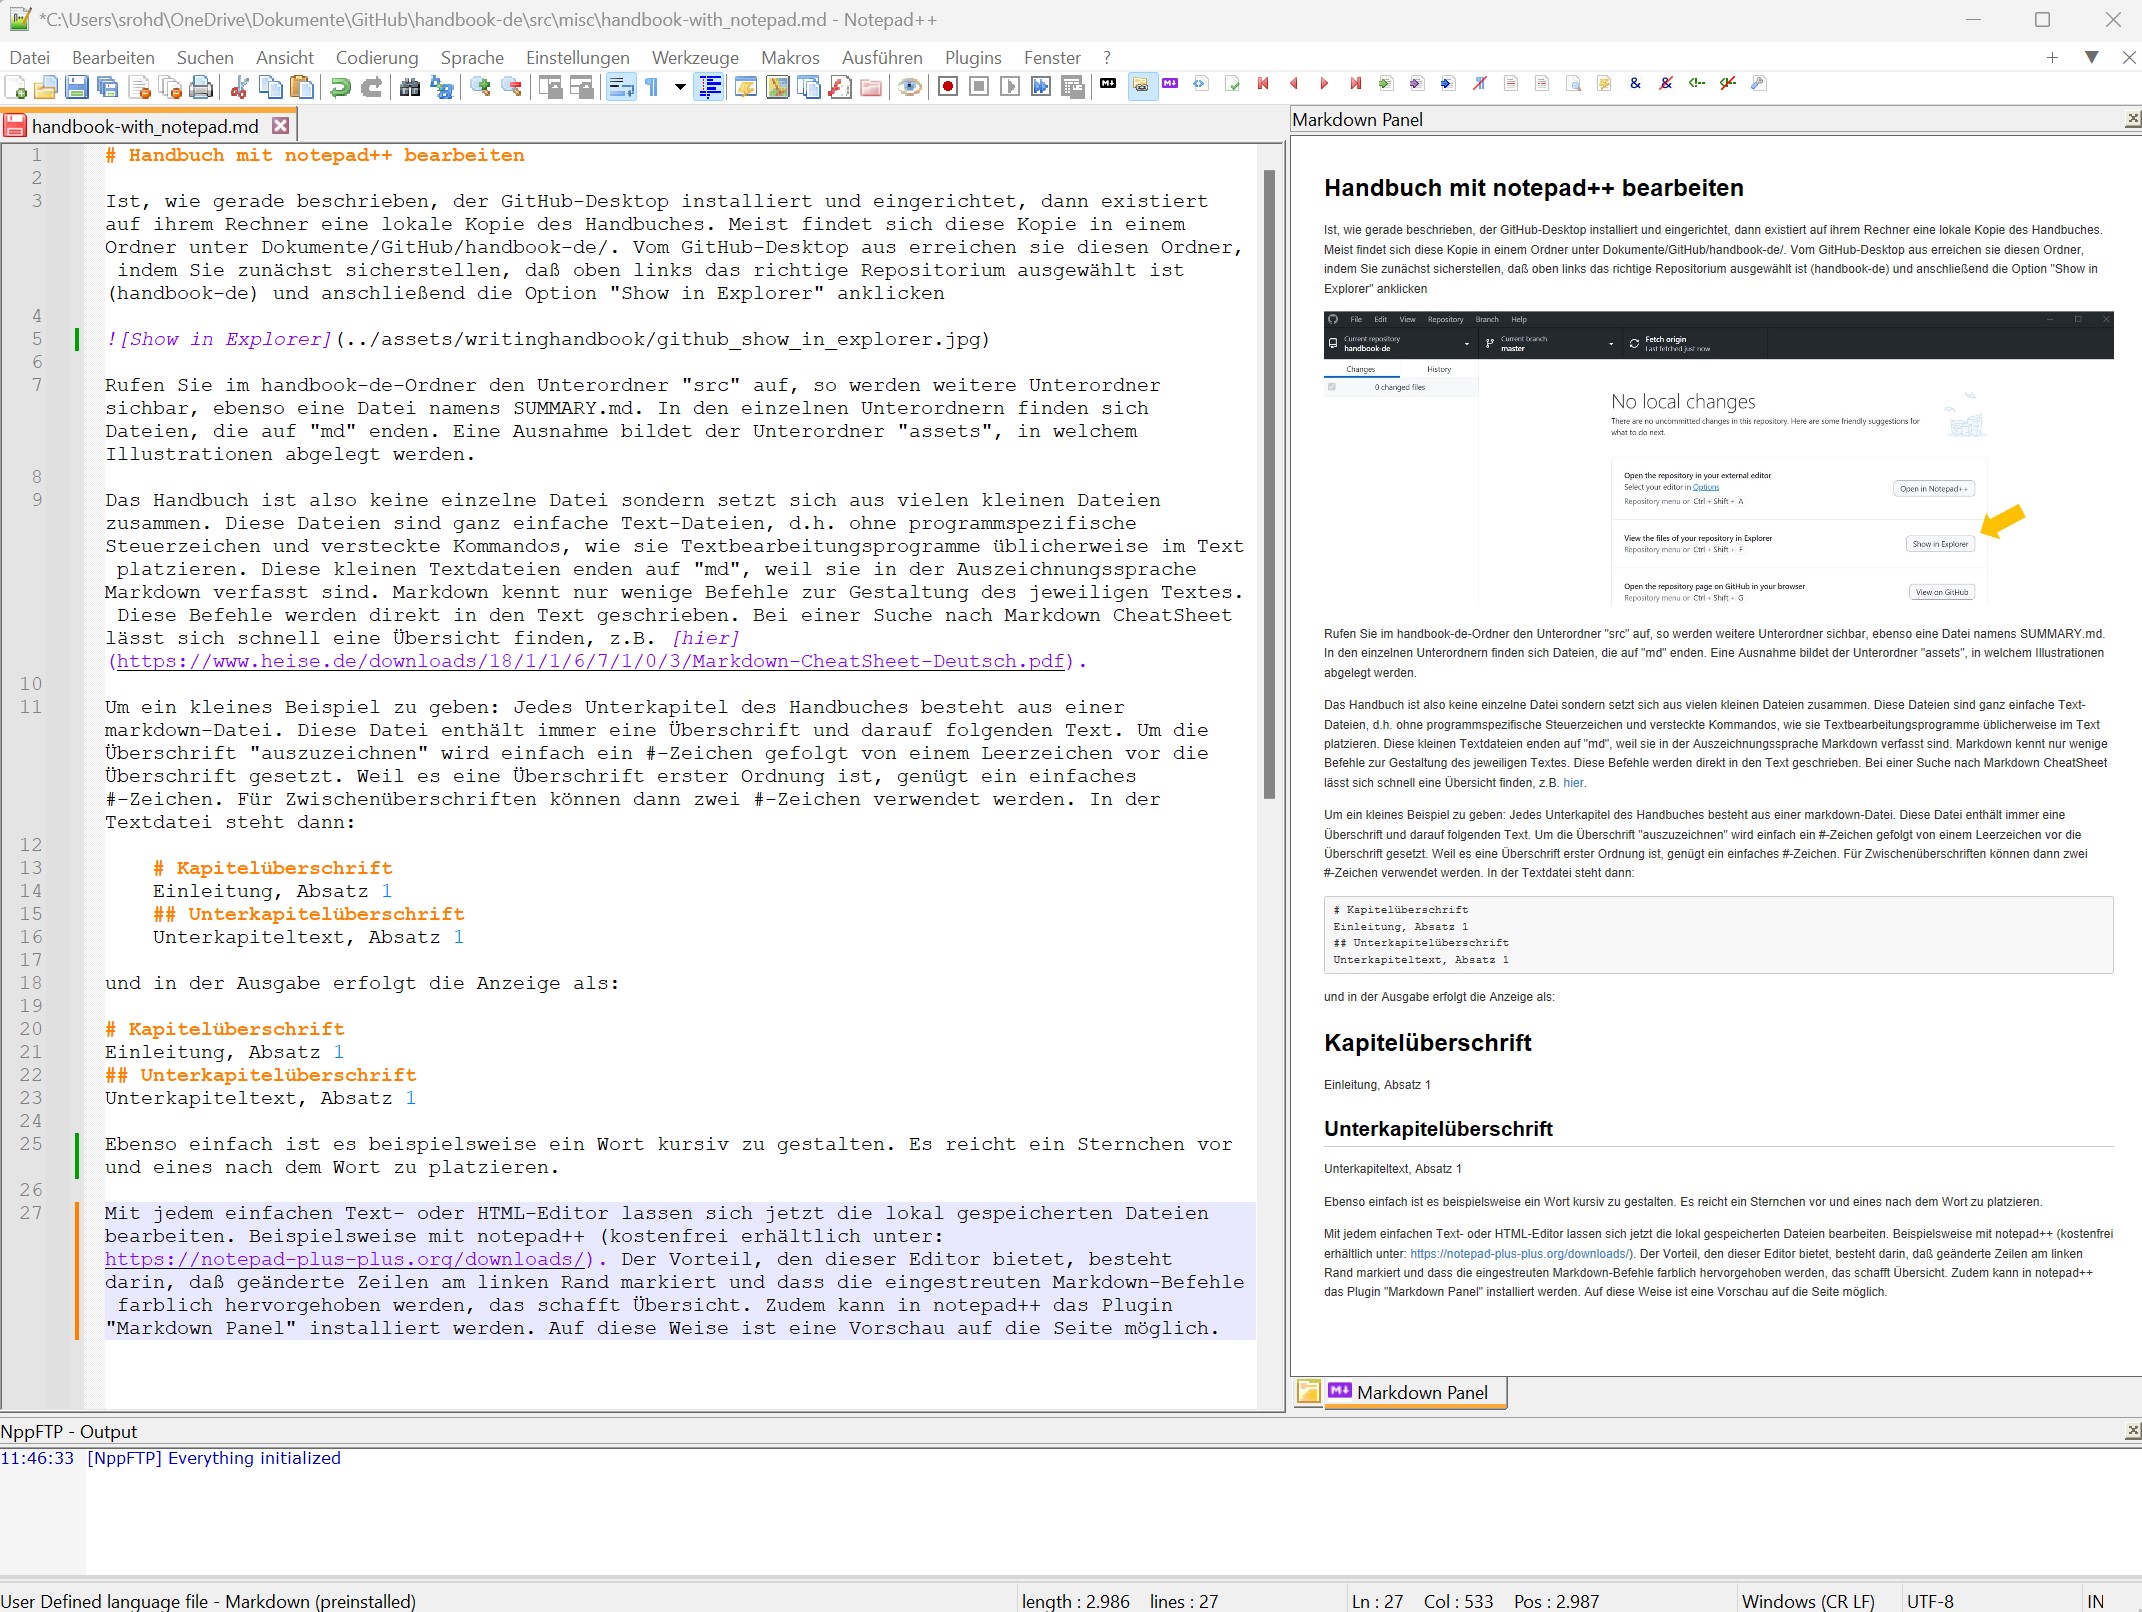 *C:\Users\srohd\OneDrive\Dokumente\GitHub\handbook-de\src\misc\handbook-with_notepad.md - Notepad++
Datei Bearbeiten Suchen Ansicht Codierung Sprache Einstellungen Werkzeuge Makros Ausführen Plugins Fenster ?
handbook-with_notepad.md
1 # Handbuch mit notepad++ bearbeiten
2
3 Ist, wie gerade beschrieben, der GitHub-Desktop installiert und eingerichtet, dann existiert
auf ihrem Rechner eine lokale Kopie des Handbuches. Meist findet sich diese Kopie in einem
Ordner unter Dokumente/GitHub/handbook-de/. Vom GitHub-Desktop aus erreichen sie diesen Ordner,
indem Sie zunächst sicherstellen, daß oben links das richtige Repositorium ausgewählt ist
(handbook-de) und anschließend die Option "Show in Explorer" anklicken
4
5 ![Show in Explorer](../assets/writinghandbook/github_show_in_explorer.jpg)
6
7 Rufen Sie im handbook-de-Ordner den Unterordner "src" auf, so werden weitere Unterordner
sichbar, ebenso eine Datei namens SUMMARY.md. In den einzelnen Unterordnern finden sich
Dateien, die auf "md" enden. Eine Ausnahme bildet der Unterordner "assets", in welchem
Illustrationen abgelegt werden.
8
9 Das Handbuch ist also keine einzelne Datei sondern setzt sich aus vielen kleinen Dateien
zusammen. Diese Dateien sind ganz einfache Text-Dateien, d.h. ohne programmspezifische
Steuerzeichen und versteckte Kommandos, wie sie Textbearbeitungsprogramme üblicherweise im Text
platzieren. Diese kleinen Textdateien enden auf "md", weil sie in der Auszeichnungssprache
Markdown verfasst sind. Markdown kennt nur wenige Befehle zur Gestaltung des jeweiligen Textes.
Diese Befehle werden direkt in den Text geschrieben. Bei einer Suche nach Markdown CheatSheet
lässt sich schnell eine Übersicht finden, z.B. [hier]
(https://www.heise.de/downloads/18/1/1/6/7/1/0/3/Markdown-CheatSheet-Deutsch.pdf).
10
11 Um ein kleines Beispiel zu geben: Jedes Unterkapitel des Handbuches besteht aus einer
markdown-Datei. Diese Datei enthält immer eine Überschrift und darauf folgenden Text. Um die
Überschrift "auszuzeichnen" wird einfach ein #-Zeichen gefolgt von einem Leerzeichen vor die
Überschrift gesetzt. Weil es eine Überschrift erster Ordnung ist, genügt ein einfaches
#-Zeichen. Für Zwischenüberschriften können dann zwei #-Zeichen verwendet werden. In der
Textdatei steht dann:
12
13 # Kapitelüberschrift
14 Einleitung, Absatz 1
15 ## Unterkapitelüberschrift
16 Unterkapiteltext, Absatz 1
17
18 und in der Ausgabe erfolgt die Anzeige als:
19
20 # Kapitelüberschrift
21 Einleitung, Absatz 1
22 ## Unterkapitelüberschrift
23 Unterkapiteltext, Absatz 1
24
25 Ebenso einfach ist es beispielsweise ein Wort kursiv zu gestalten. Es reicht ein Sternchen vor
und eines nach dem Wort zu platzieren.
26
27 Mit jedem einfachen Text- oder HTML-Editor lassen sich jetzt die lokal gespeicherten Dateien
bearbeiten. Beispielsweise mit notepad++ (kostenfrei erhältlich unter:
https://notepad-plus-plus.org/downloads/). Der Vorteil, den dieser Editor bietet, besteht
darin, daß geänderte Zeilen am linken Rand markiert und dass die eingestreuten Markdown-Befehle
farblich hervorgehoben werden, das schafft Übersicht. Zudem kann in notepad++ das Plugin
"Markdown Panel" installiert werden. Auf diese Weise ist eine Vorschau auf die Seite möglich.
Markdown Panel
Handbuch mit notepad++ bearbeiten
Ist, wie gerade beschrieben, der GitHub-Desktop installiert und eingerichtet, dann existiert auf ihrem Rechner eine lokale Kopie des Handbuches.
Meist findet sich diese Kopie in einem Ordner unter Dokumente/GitHub/handbook-de/. Vom GitHub-Desktop aus erreichen sie diesen Ordner,
indem Sie zunächst sicherstellen, daß oben links das richtige Repositorium ausgewählt ist (handbook-de) und anschließend die Option "Show in
Explorer" anklicken
File Edit View Repository Branch Help
Current repository
handbook-de
Current branch
master
Fetch origin
Last fetched just now
Changes History
0 changed files
No local changes
There are no uncommitted changes in this repository. Here are some friendly suggestions for
what to do next.
Open the repository in your external editor
Select your editor in Options
Repository menu or Ctrl + Shift + A
Open in Notepad++
View the files of your repository in Explorer
Repository menu or Ctrl + Shift + F
Show in Explorer
Open the repository page on GitHub in your browser
Repository menu or Ctrl + Shift + G
View on GitHub
Rufen Sie im handbook-de-Ordner den Unterordner "src" auf, so werden weitere Unterordner sichbar, ebenso eine Datei namens SUMMARY.md.
In den einzelnen Unterordnern finden sich Dateien, die auf "md" enden. Eine Ausnahme bildet der Unterordner "assets", in welchem Illustrationen
abgelegt werden.
Das Handbuch ist also keine einzelne Datei sondern setzt sich aus vielen kleinen Dateien zusammen. Diese Dateien sind ganz einfache Text-
Dateien, d.h. ohne programmspezifische Steuerzeichen und versteckte Kommandos, wie sie Textbearbeitungsprogramme üblicherweise im Text
platzieren. Diese kleinen Textdateien enden auf "md", weil sie in der Auszeichnungssprache Markdown verfasst sind. Markdown kennt nur wenige
Befehle zur Gestaltung des jeweiligen Textes. Diese Befehle werden direkt in den Text geschrieben. Bei einer Suche nach Markdown CheatSheet
lässt sich schnell eine Übersicht finden, z.B. hier.
Um ein kleines Beispiel zu geben: Jedes Unterkapitel des Handbuches besteht aus einer markdown-Datei. Diese Datei enthält immer eine
Überschrift und darauf folgenden Text. Um die Überschrift "auszuzeichnen" wird einfach ein #-Zeichen gefolgt von einem Leerzeichen vor die
Überschrift gesetzt. Weil es eine Überschrift erster Ordnung ist, genügt ein einfaches #-Zeichen. Für Zwischenüberschriften können dann zwei
#-Zeichen verwendet werden. In der Textdatei steht dann:
# Kapitelüberschrift
Einleitung, Absatz 1
## Unterkapitelüberschrift
Unterkapiteltext, Absatz 1
und in der Ausgabe erfolgt die Anzeige als:
Kapitelüberschrift
Einleitung, Absatz 1
Unterkapitelüberschrift
Unterkapiteltext, Absatz 1
Ebenso einfach ist es beispielsweise ein Wort kursiv zu gestalten. Es reicht ein Sternchen vor und eines nach dem Wort zu platzieren.
Mit jedem einfachen Text- oder HTML-Editor lassen sich jetzt die lokal gespeicherten Dateien bearbeiten. Beispielsweise mit notepad++ (kostenfrei
erhältlich unter: https://notepad-plus-plus.org/downloads/). Der Vorteil, den dieser Editor bietet, besteht darin, daß geänderte Zeilen am linken
Rand markiert und dass die eingestreuten Markdown-Befehle farblich hervorgehoben werden, das schafft Übersicht. Zudem kann in notepad++
das Plugin "Markdown Panel" installiert werden. Auf diese Weise ist eine Vorschau auf die Seite möglich.
Markdown Panel
NppFTP - Output
11:46:33 [NppFTP] Everything initialized
User Defined language file - Markdown (preinstalled) length : 2.986 lines : 27 Ln : 27 Col : 533 Pos : 2.987 Windows (CR LF) UTF-8 IN